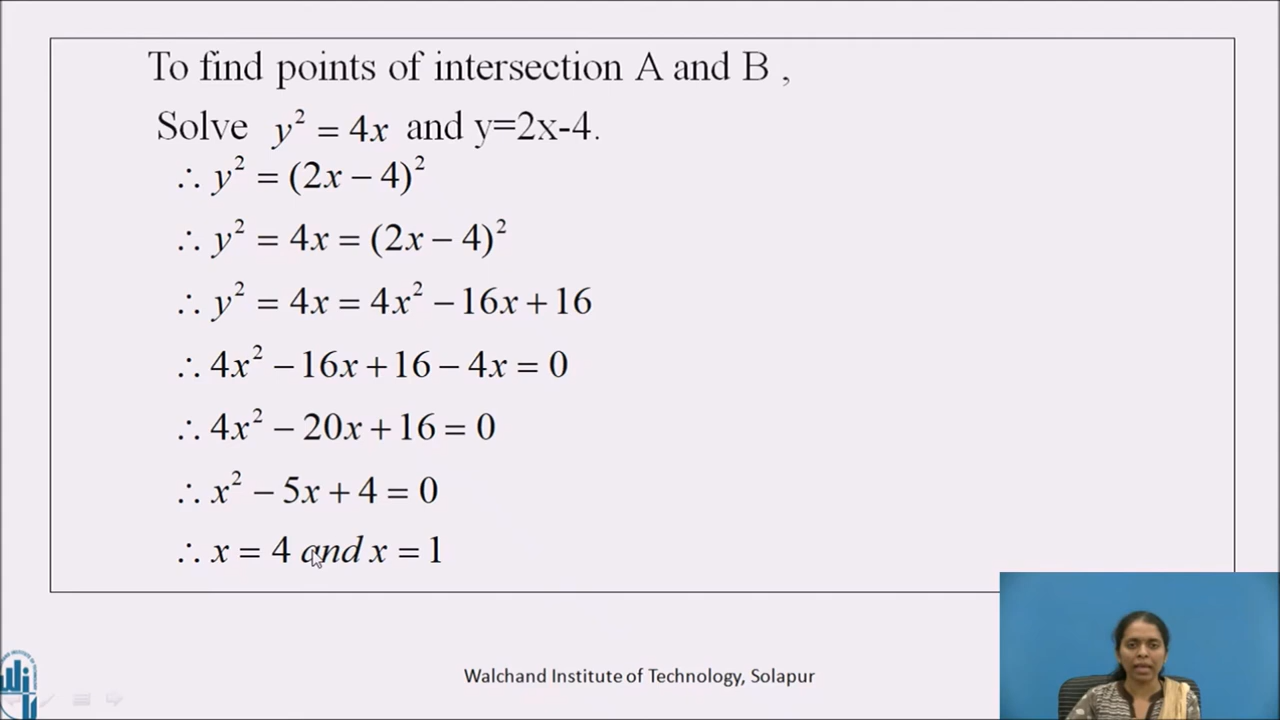 To find points of intersection A and B ,
Solve y² = 4x and y=2x-4.
∴ y² = (2x − 4)²
∴ y² = 4x = (2x − 4)²
∴ y² = 4x = 4x² − 16x + 16
∴ 4x² − 16x + 16 − 4x = 0
∴ 4x² − 20x + 16 = 0
∴ x² − 5x + 4 = 0
∴ x = 4 and x = 1
Walchand Institute of Technology, Solapur